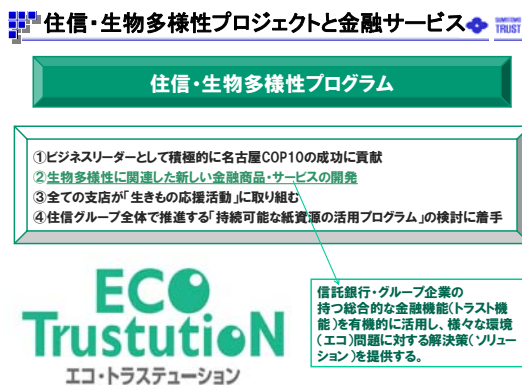 住信・生物多様性プロジェクトと金融サービス
SUMITOMO
TRUST
住信・生物多様性プログラム
①ビジネスリーダーとして積極的に名古屋COP10の成功に貢献
②生物多様性に関連した新しい金融商品・サービスの開発
③全ての支店が「生きもの応援活動」に取り組む
④住信グループ全体で推進する「持続可能な紙資源の活用プログラム」の検討に着手
ECO
TrustutioN
エコ・トラステューション
信託銀行・グループ企業の
持つ総合的な金融機能(トラスト機
能)を有機的に活用し、様々な環境
(エコ)問題に対する解決策(ソリュー
ション)を提供する。